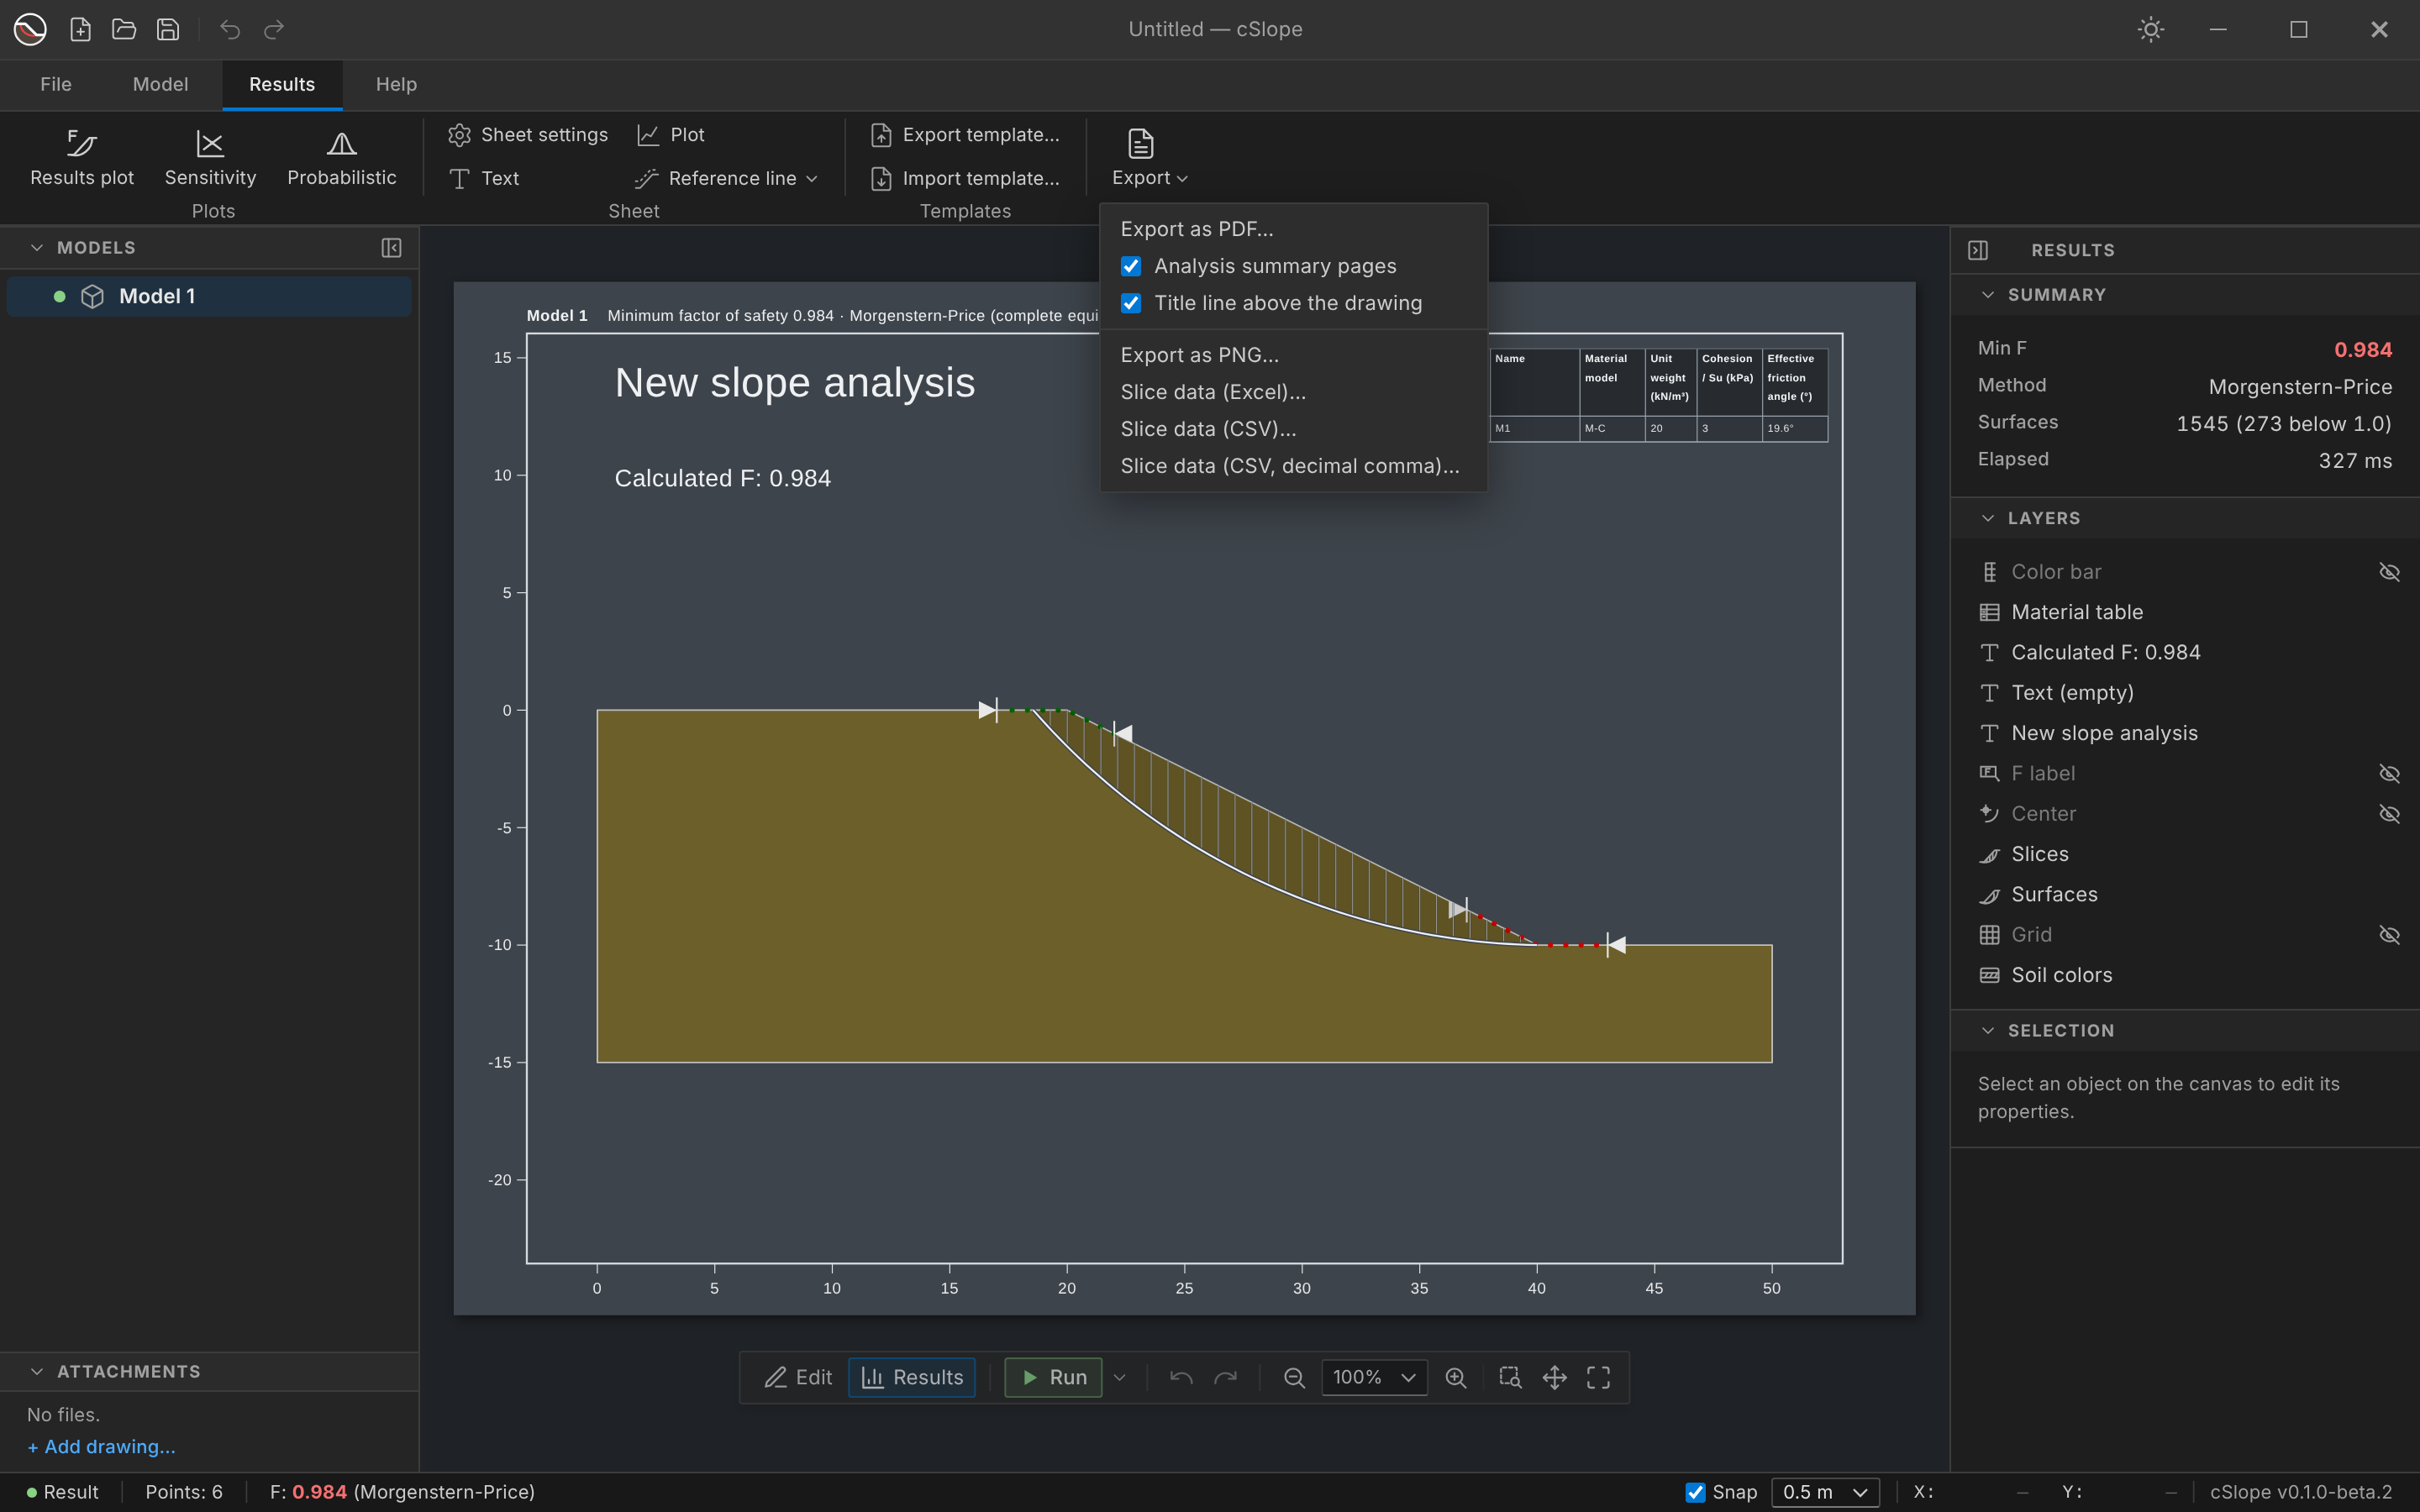 Untitled — cSlope
File
Model
Results
Help
Results plot
Sensitivity
Probabilistic
Plots
Sheet settings
Plot
Text
Reference line
Sheet
Export template...
Import template...
Templates
Export
Export as PDF...
Analysis summary pages
Title line above the drawing
Export as PNG...
Slice data (Excel)...
Slice data (CSV)...
Slice data (CSV, decimal comma)...
MODELS
Model 1
ATTACHMENTS
No files.
+ Add drawing...
Model 1 Minimum factor of safety 0.984 · Morgenstern-Price (complete equi
New slope analysis
Calculated F: 0.984
Name
Material model
Unit weight (kN/m³)
Cohesion / Su (kPa)
Effective friction angle (°)
M1
M-C
20
3
19.6°
15
10
5
0
-5
-10
-15
-20
0
5
10
15
20
25
30
35
40
45
50
Edit
Results
Run
100%
RESULTS
SUMMARY
Min F 0.984
Method Morgenstern-Price
Surfaces 1545 (273 below 1.0)
Elapsed 327 ms
LAYERS
Color bar
Material table
Calculated F: 0.984
Text (empty)
New slope analysis
F label
Center
Slices
Surfaces
Grid
Soil colors
SELECTION
Select an object on the canvas to edit its
properties.
Result
Points: 6
F: 0.984 (Morgenstern-Price)
Snap
0.5 m
X: –
Y: –
cSlope v0.1.0-beta.2